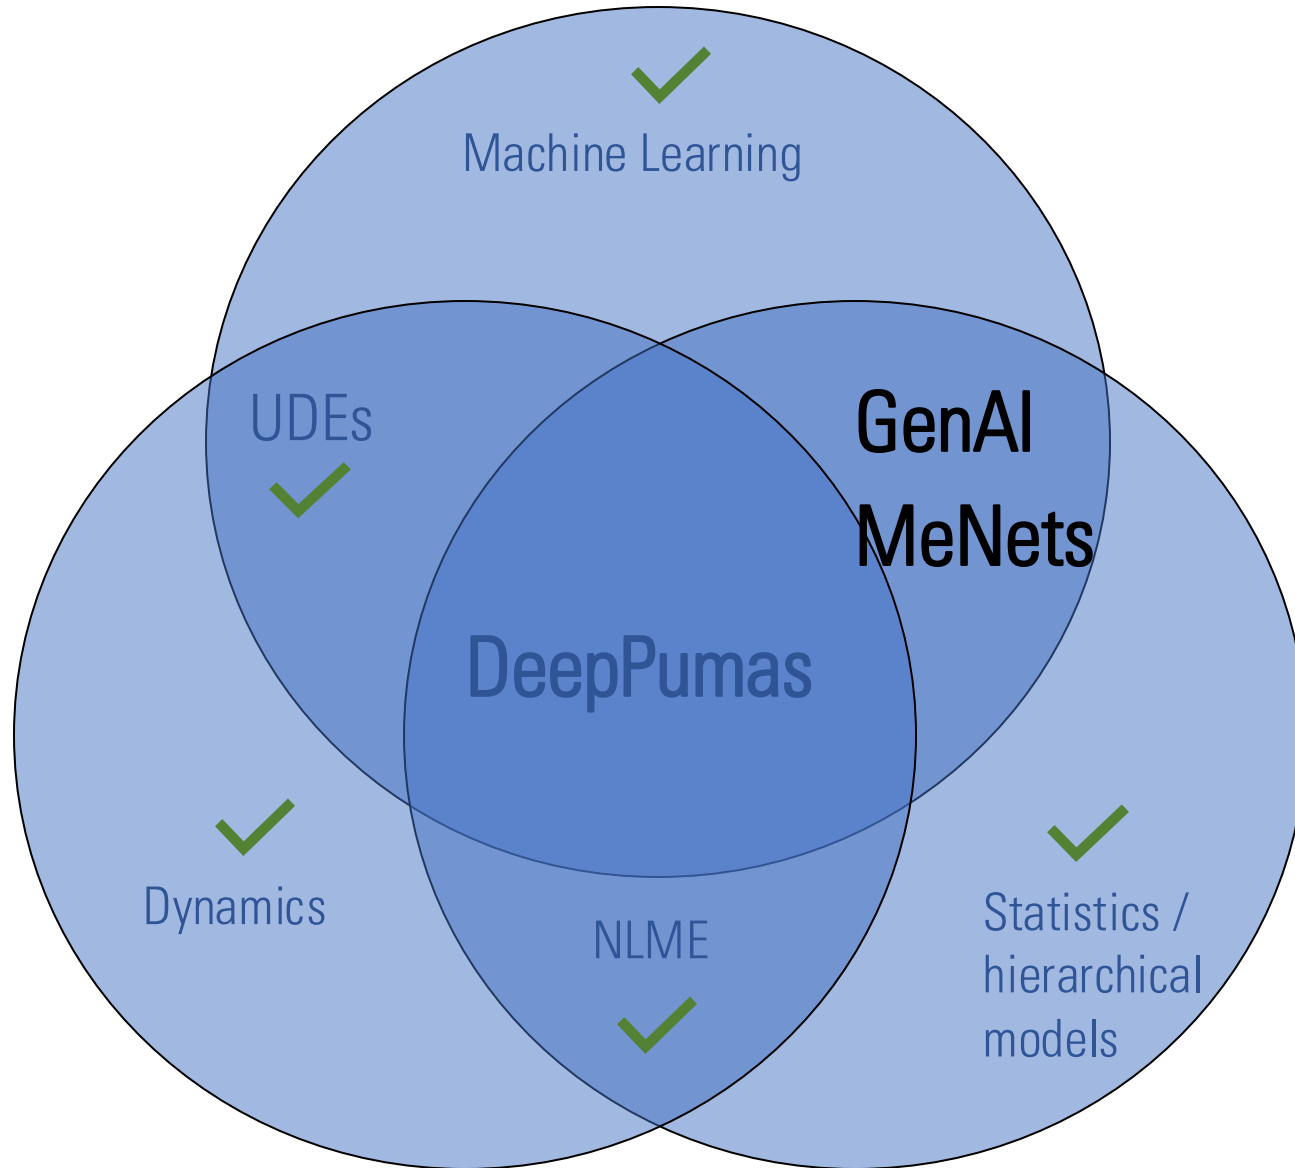 Machine Learning
UDEs
GenAI
MeNets
DeepPumas
Dynamics
NLME
Statistics /
hierarchical
models